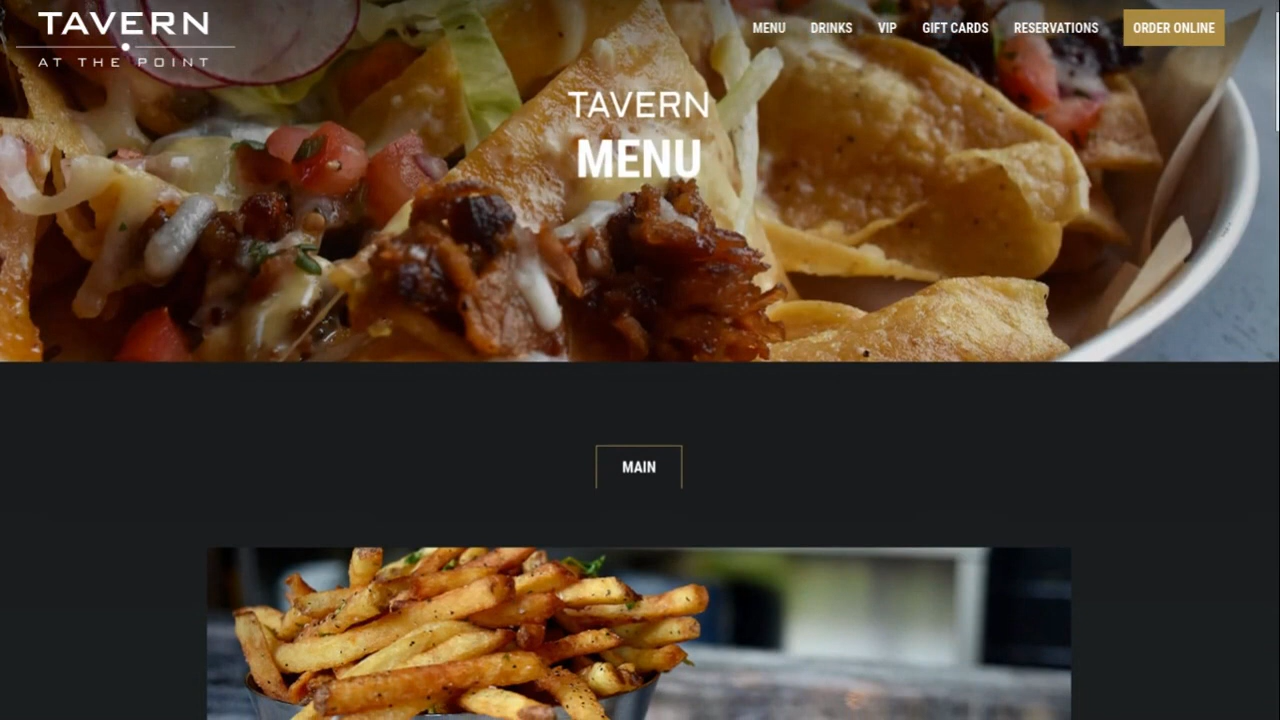 TAVERN
AT THE POINT
MENU DRINKS VIP GIFT CARDS RESERVATIONS ORDER ONLINE
TAVERN
MENU
MAIN